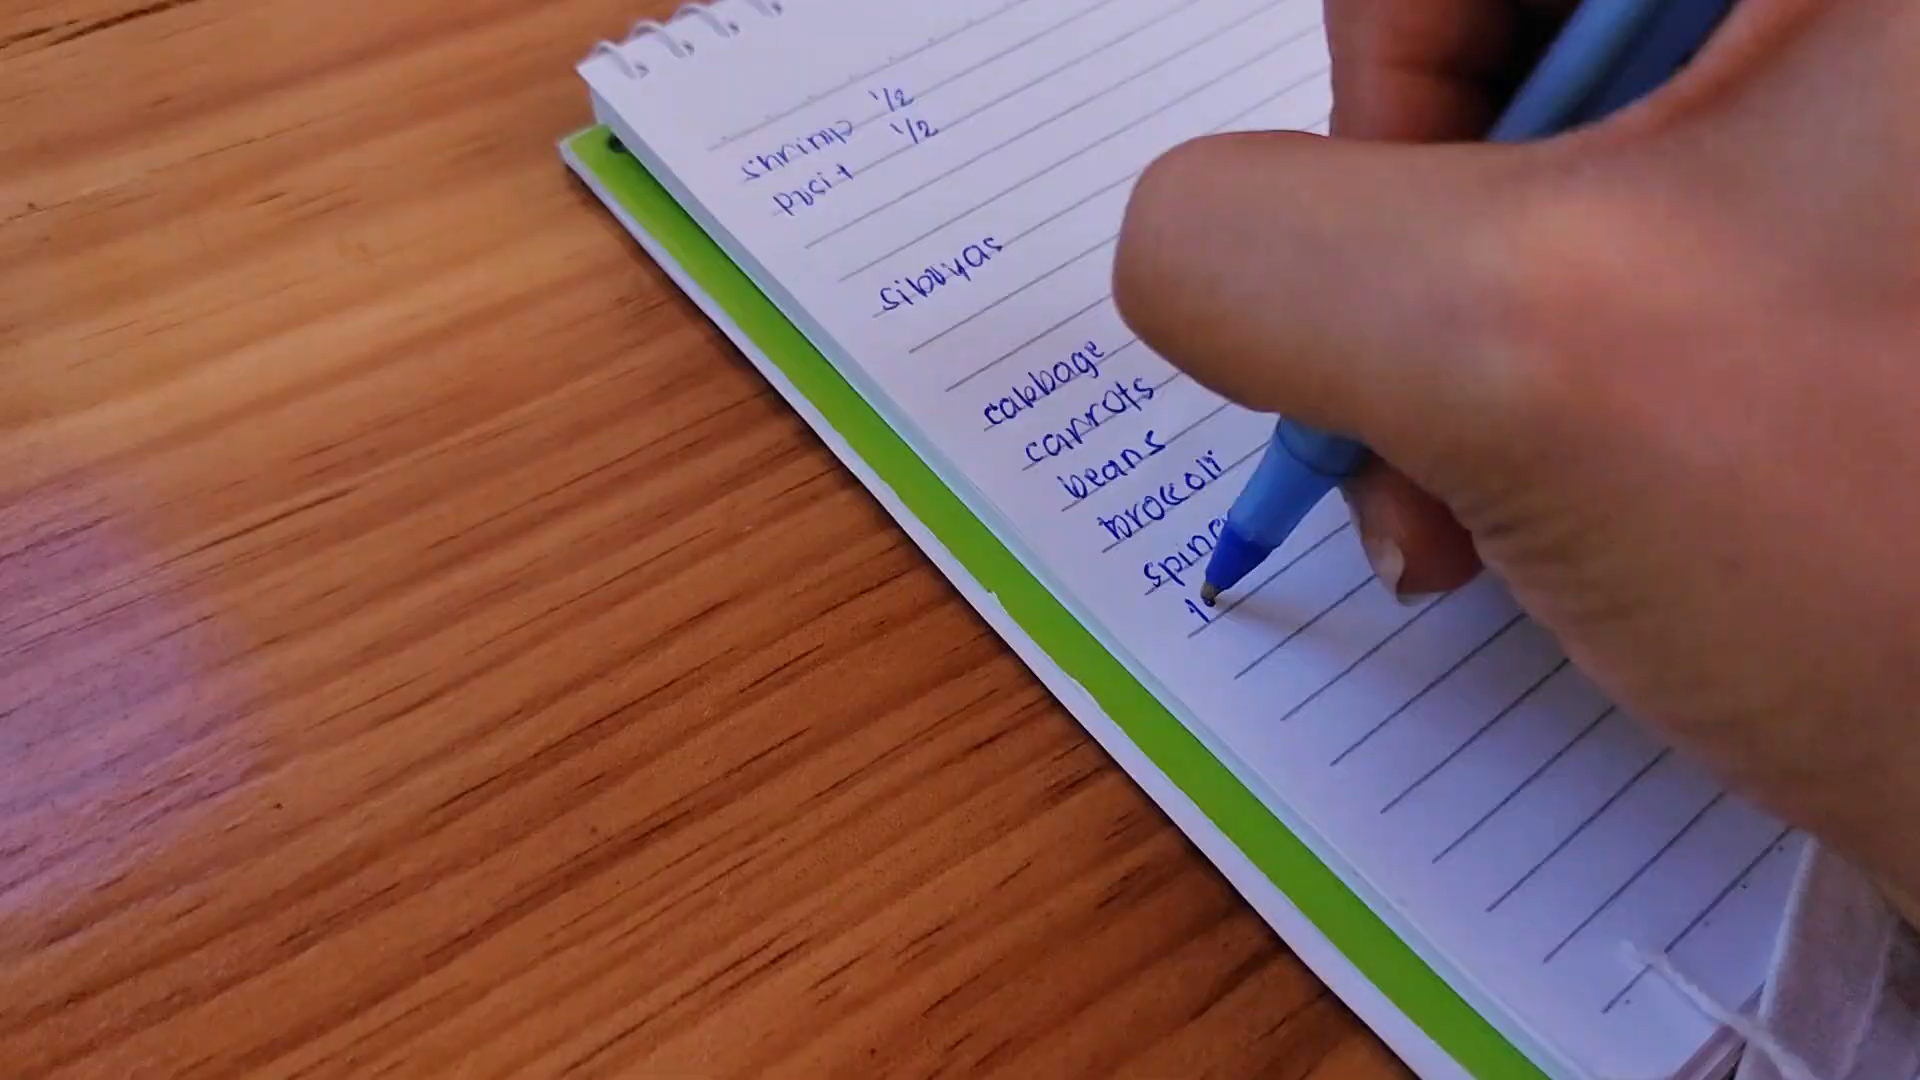 shrimp 1/2
pusit 1/2
sibuyas
cabbage
carrots
beans
broccoli